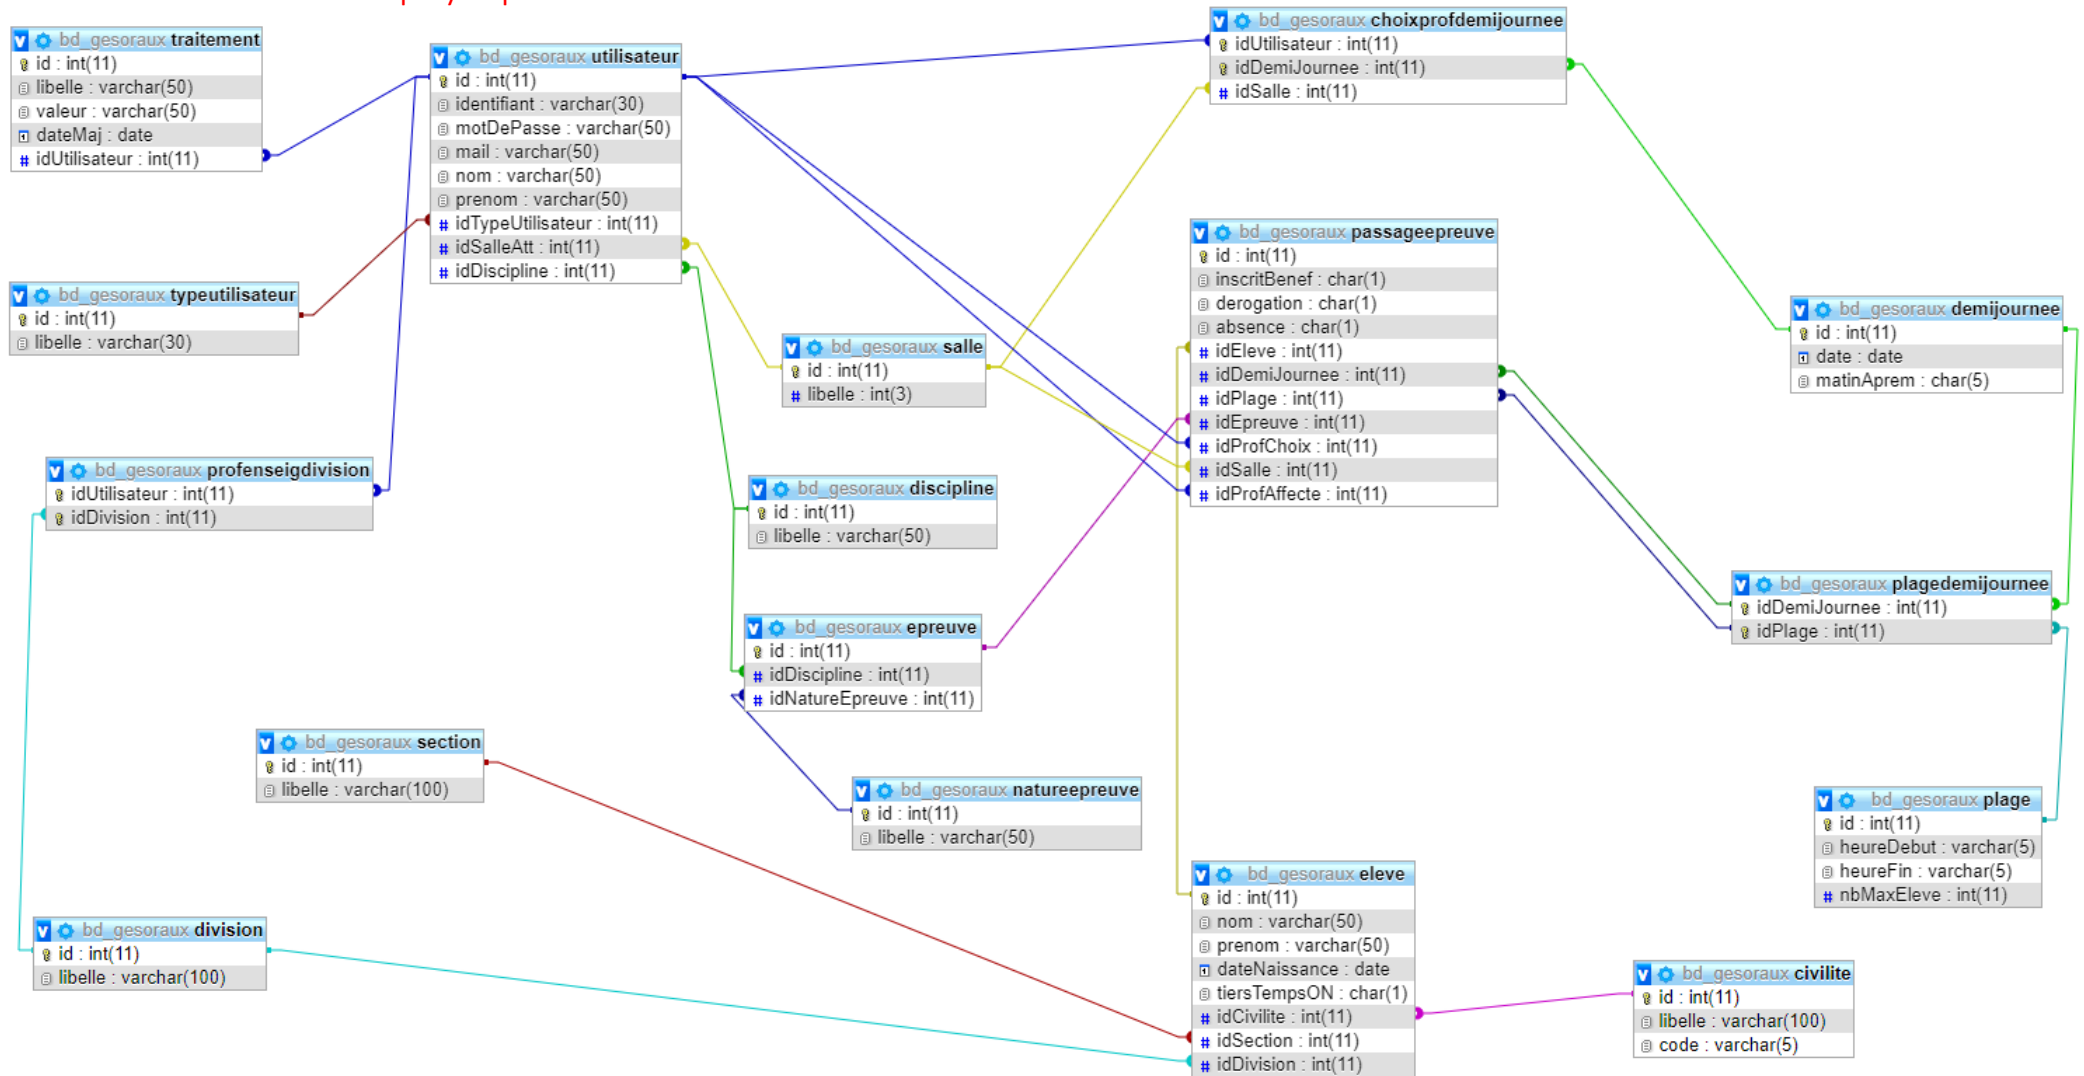 bd_gesoraux traitement
id : int(11)
libelle : varchar(50)
valeur : varchar(50)
dateMaj : date
idUtilisateur : int(11)
bd_gesoraux utilisateur
id : int(11)
identifiant : varchar(30)
motDePasse : varchar(50)
mail : varchar(50)
nom : varchar(50)
prenom : varchar(50)
idTypeUtilisateur : int(11)
idSalleAtt : int(11)
idDiscipline : int(11)
bd_gesoraux choixprofdemijournee
idUtilisateur : int(11)
idDemiJournee : int(11)
idSalle : int(11)
bd_gesoraux typeutilisateur
id : int(11)
libelle : varchar(30)
bd_gesoraux salle
id : int(11)
libelle : int(3)
bd_gesoraux passageepreuve
id : int(11)
inscritBenef : char(1)
derogation : char(1)
absence : char(1)
idEleve : int(11)
idDemiJournee : int(11)
idPlage : int(11)
idEpreuve : int(11)
idProfChoix : int(11)
idSalle : int(11)
idProfAffecte : int(11)
bd_gesoraux demijournee
id : int(11)
date : date
matinAprem : char(5)
bd_gesoraux profenseigdivision
idUtilisateur : int(11)
idDivision : int(11)
bd_gesoraux discipline
id : int(11)
libelle : varchar(50)
bd_gesoraux epreuve
id : int(11)
idDiscipline : int(11)
idNatureEpreuve : int(11)
bd_gesoraux plagedemijournee
idDemiJournee : int(11)
idPlage : int(11)
bd_gesoraux section
id : int(11)
libelle : varchar(100)
bd_gesoraux natureepreuve
id : int(11)
libelle : varchar(50)
bd_gesoraux plage
id : int(11)
heureDebut : varchar(5)
heureFin : varchar(5)
nbMaxEleve : int(11)
bd_gesoraux division
id : int(11)
libelle : varchar(100)
bd_gesoraux eleve
id : int(11)
nom : varchar(50)
prenom : varchar(50)
dateNaissance : date
tiersTempsON : char(1)
idCivilite : int(11)
idSection : int(11)
idDivision : int(11)
bd_gesoraux civilite
id : int(11)
libelle : varchar(100)
code : varchar(5)